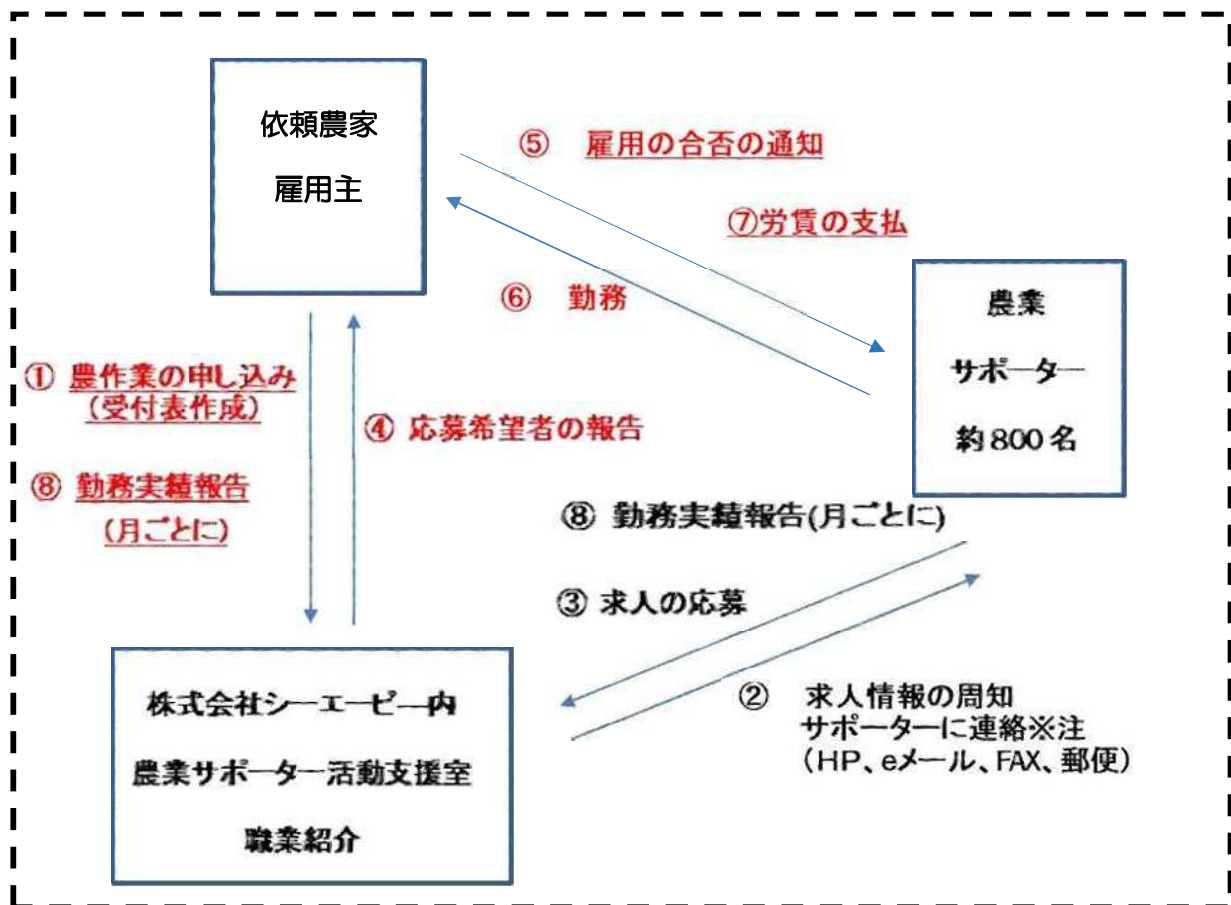 依頼農家
雇用主
⑤ 雇用の合否の通知
⑦労賃の支払
⑥ 勤務
農業
サポーター
約800名
① 農作業の申し込み
(受付表作成)
④ 応募希望者の報告
⑧ 勤務実績報告
(月ごとに)
⑧ 勤務実績報告(月ごとに)
③ 求人の応募
株式会社シーエーピー内
農業サポーター活動支援室
職業紹介
② 求人情報の周知
サポーターに連絡※注
(HP、eメール、FAX、郵便)